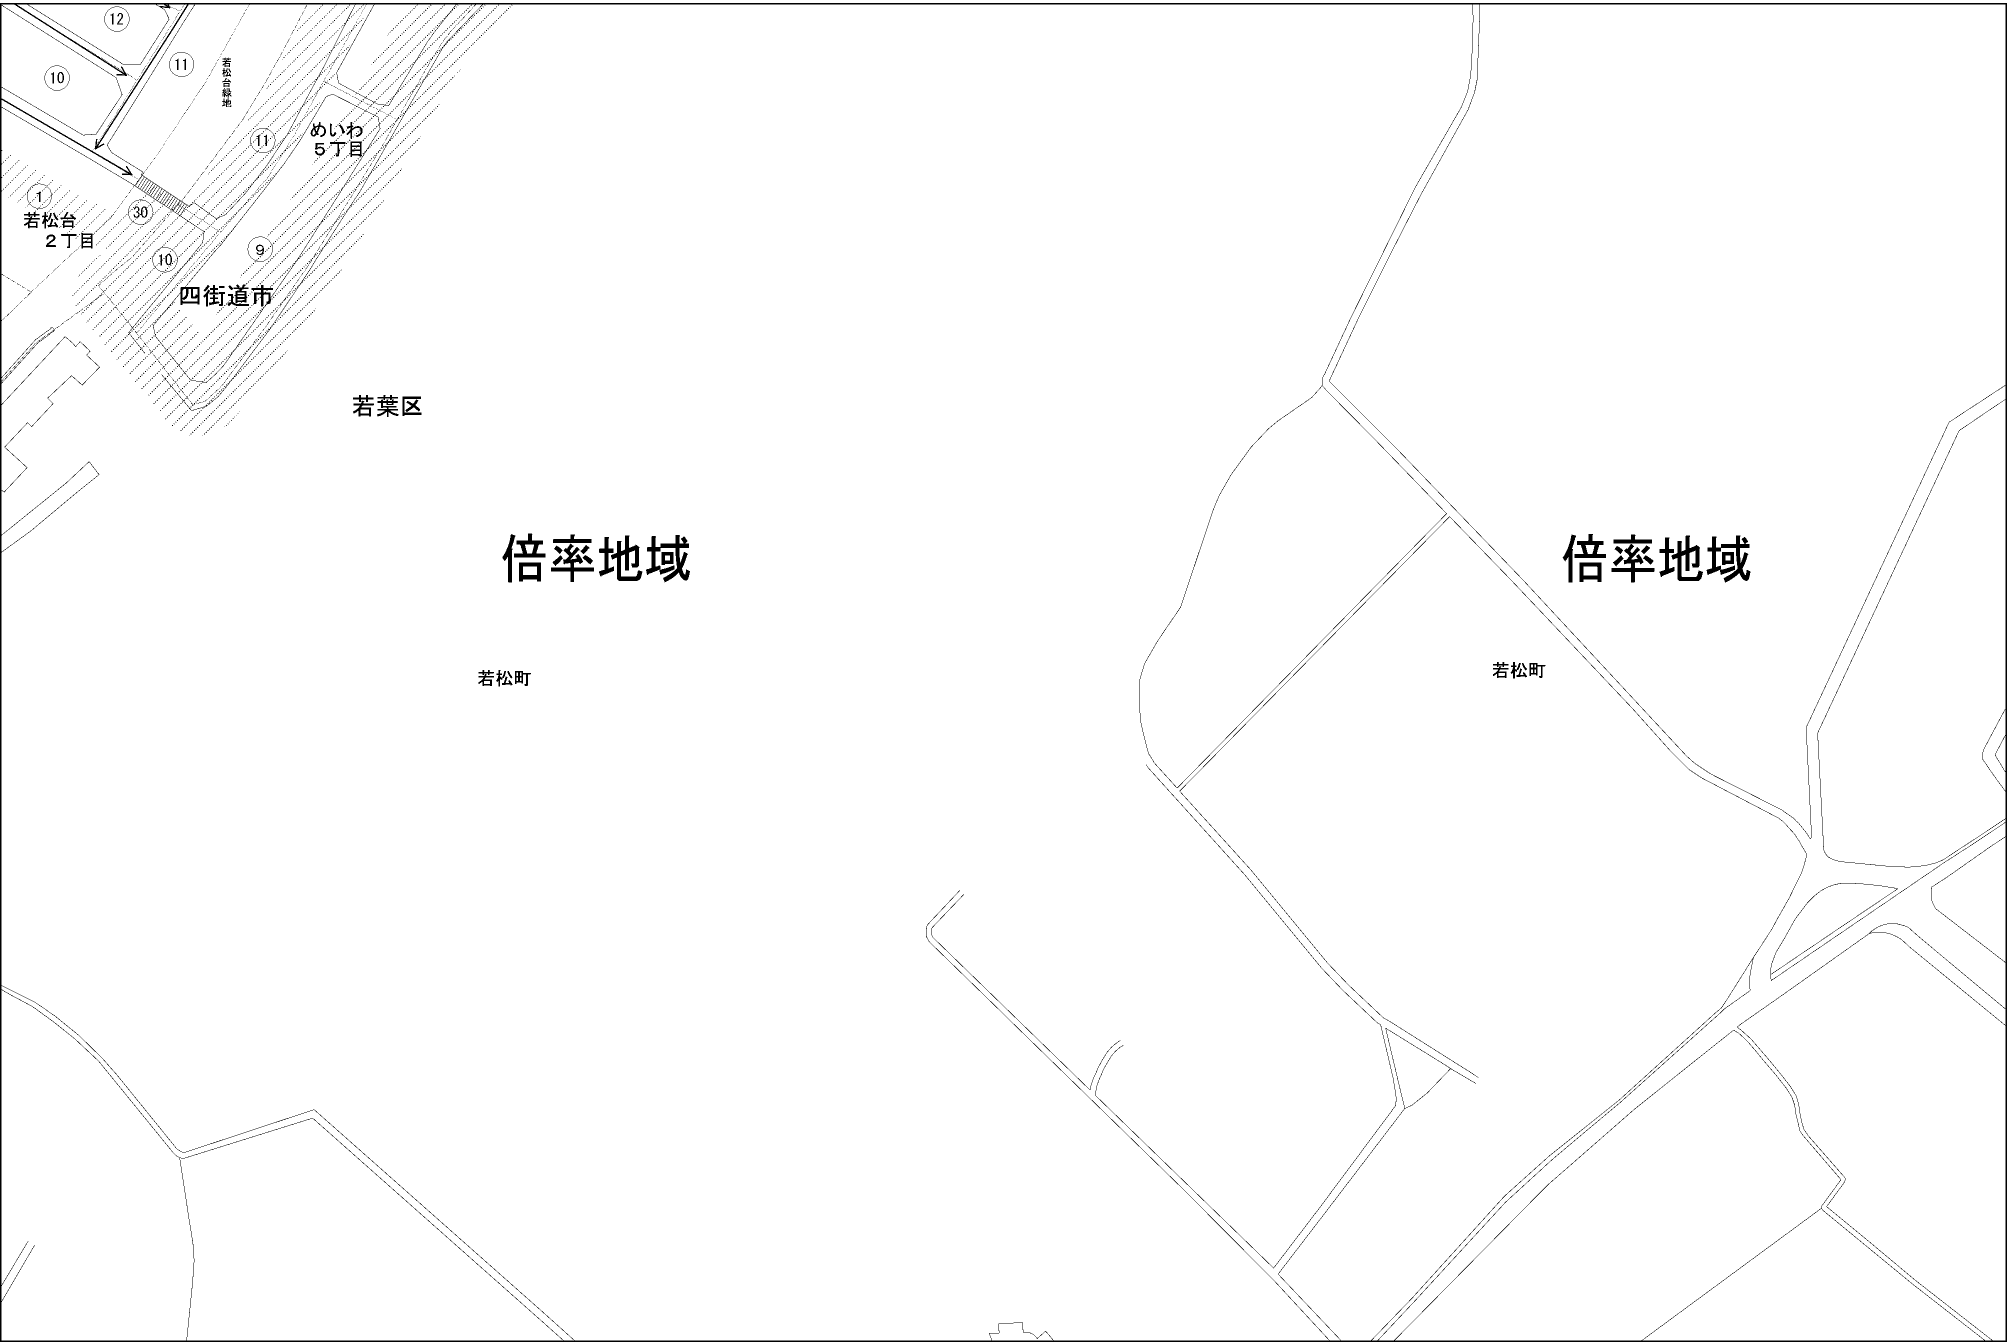 ⑫
⑪
⑩
若松台緑地
⑪
めいわ
５丁目
①
㉚
若松台
２丁目
⑨
⑩
四街道市
若葉区
倍率地域
倍率地域
若松町
若松町